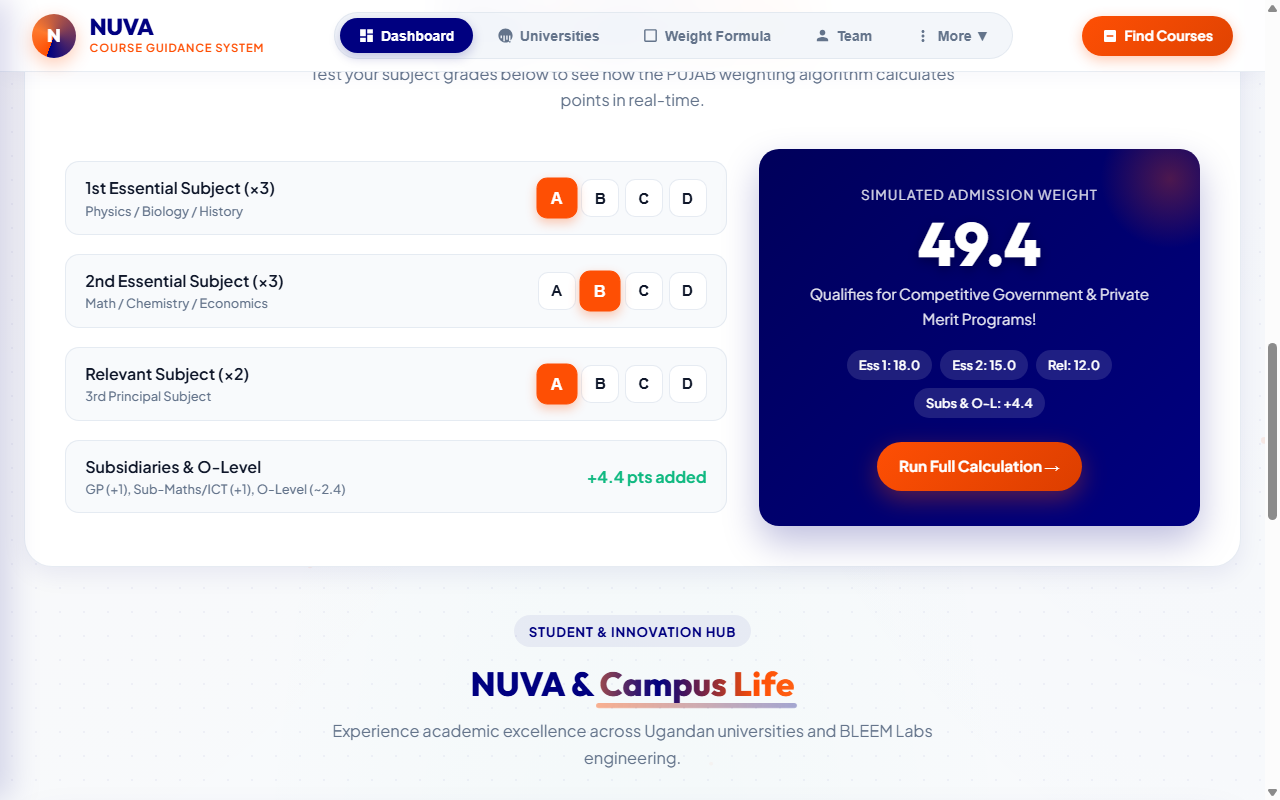 N
NUVA
COURSE GUIDANCE SYSTEM
Dashboard
Universities
Weight Formula
Team
More ▼
Find Courses
Test your subject grades below to see how the PUJAB weighting algorithm calculates
points in real-time.
1st Essential Subject (×3)
Physics / Biology / History
A B C D
2nd Essential Subject (×3)
Math / Chemistry / Economics
A B C D
Relevant Subject (×2)
3rd Principal Subject
A B C D
Subsidiaries & O-Level
GP (+1), Sub-Maths/ICT (+1), O-Level (~2.4)
+4.4 pts added
SIMULATED ADMISSION WEIGHT
49.4
Qualifies for Competitive Government & Private
Merit Programs!
Ess 1: 18.0
Ess 2: 15.0
Rel: 12.0
Subs & O-L: +4.4
Run Full Calculation →
STUDENT & INNOVATION HUB
NUVA & Campus Life
Experience academic excellence across Ugandan universities and BLEEM Labs
engineering.